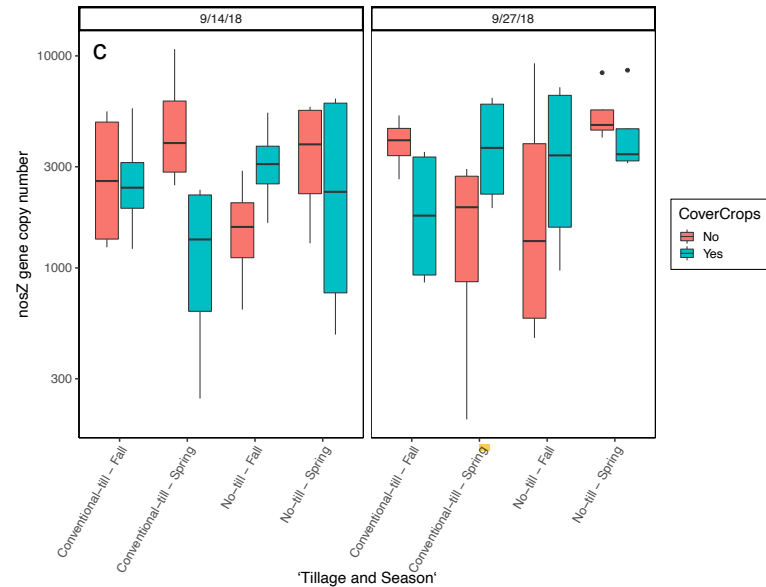 9/14/18
9/27/18
C
10000
3000
1000
300
nosZ gene copy number
Conventional-till - Fall
Conventional-till - Spring
No-till - Fall
No-till - Spring
Conventional-till - Fall
Conventional-till - Spring
No-till - Fall
No-till - Spring
'Tillage and Season'
CoverCrops
No
Yes